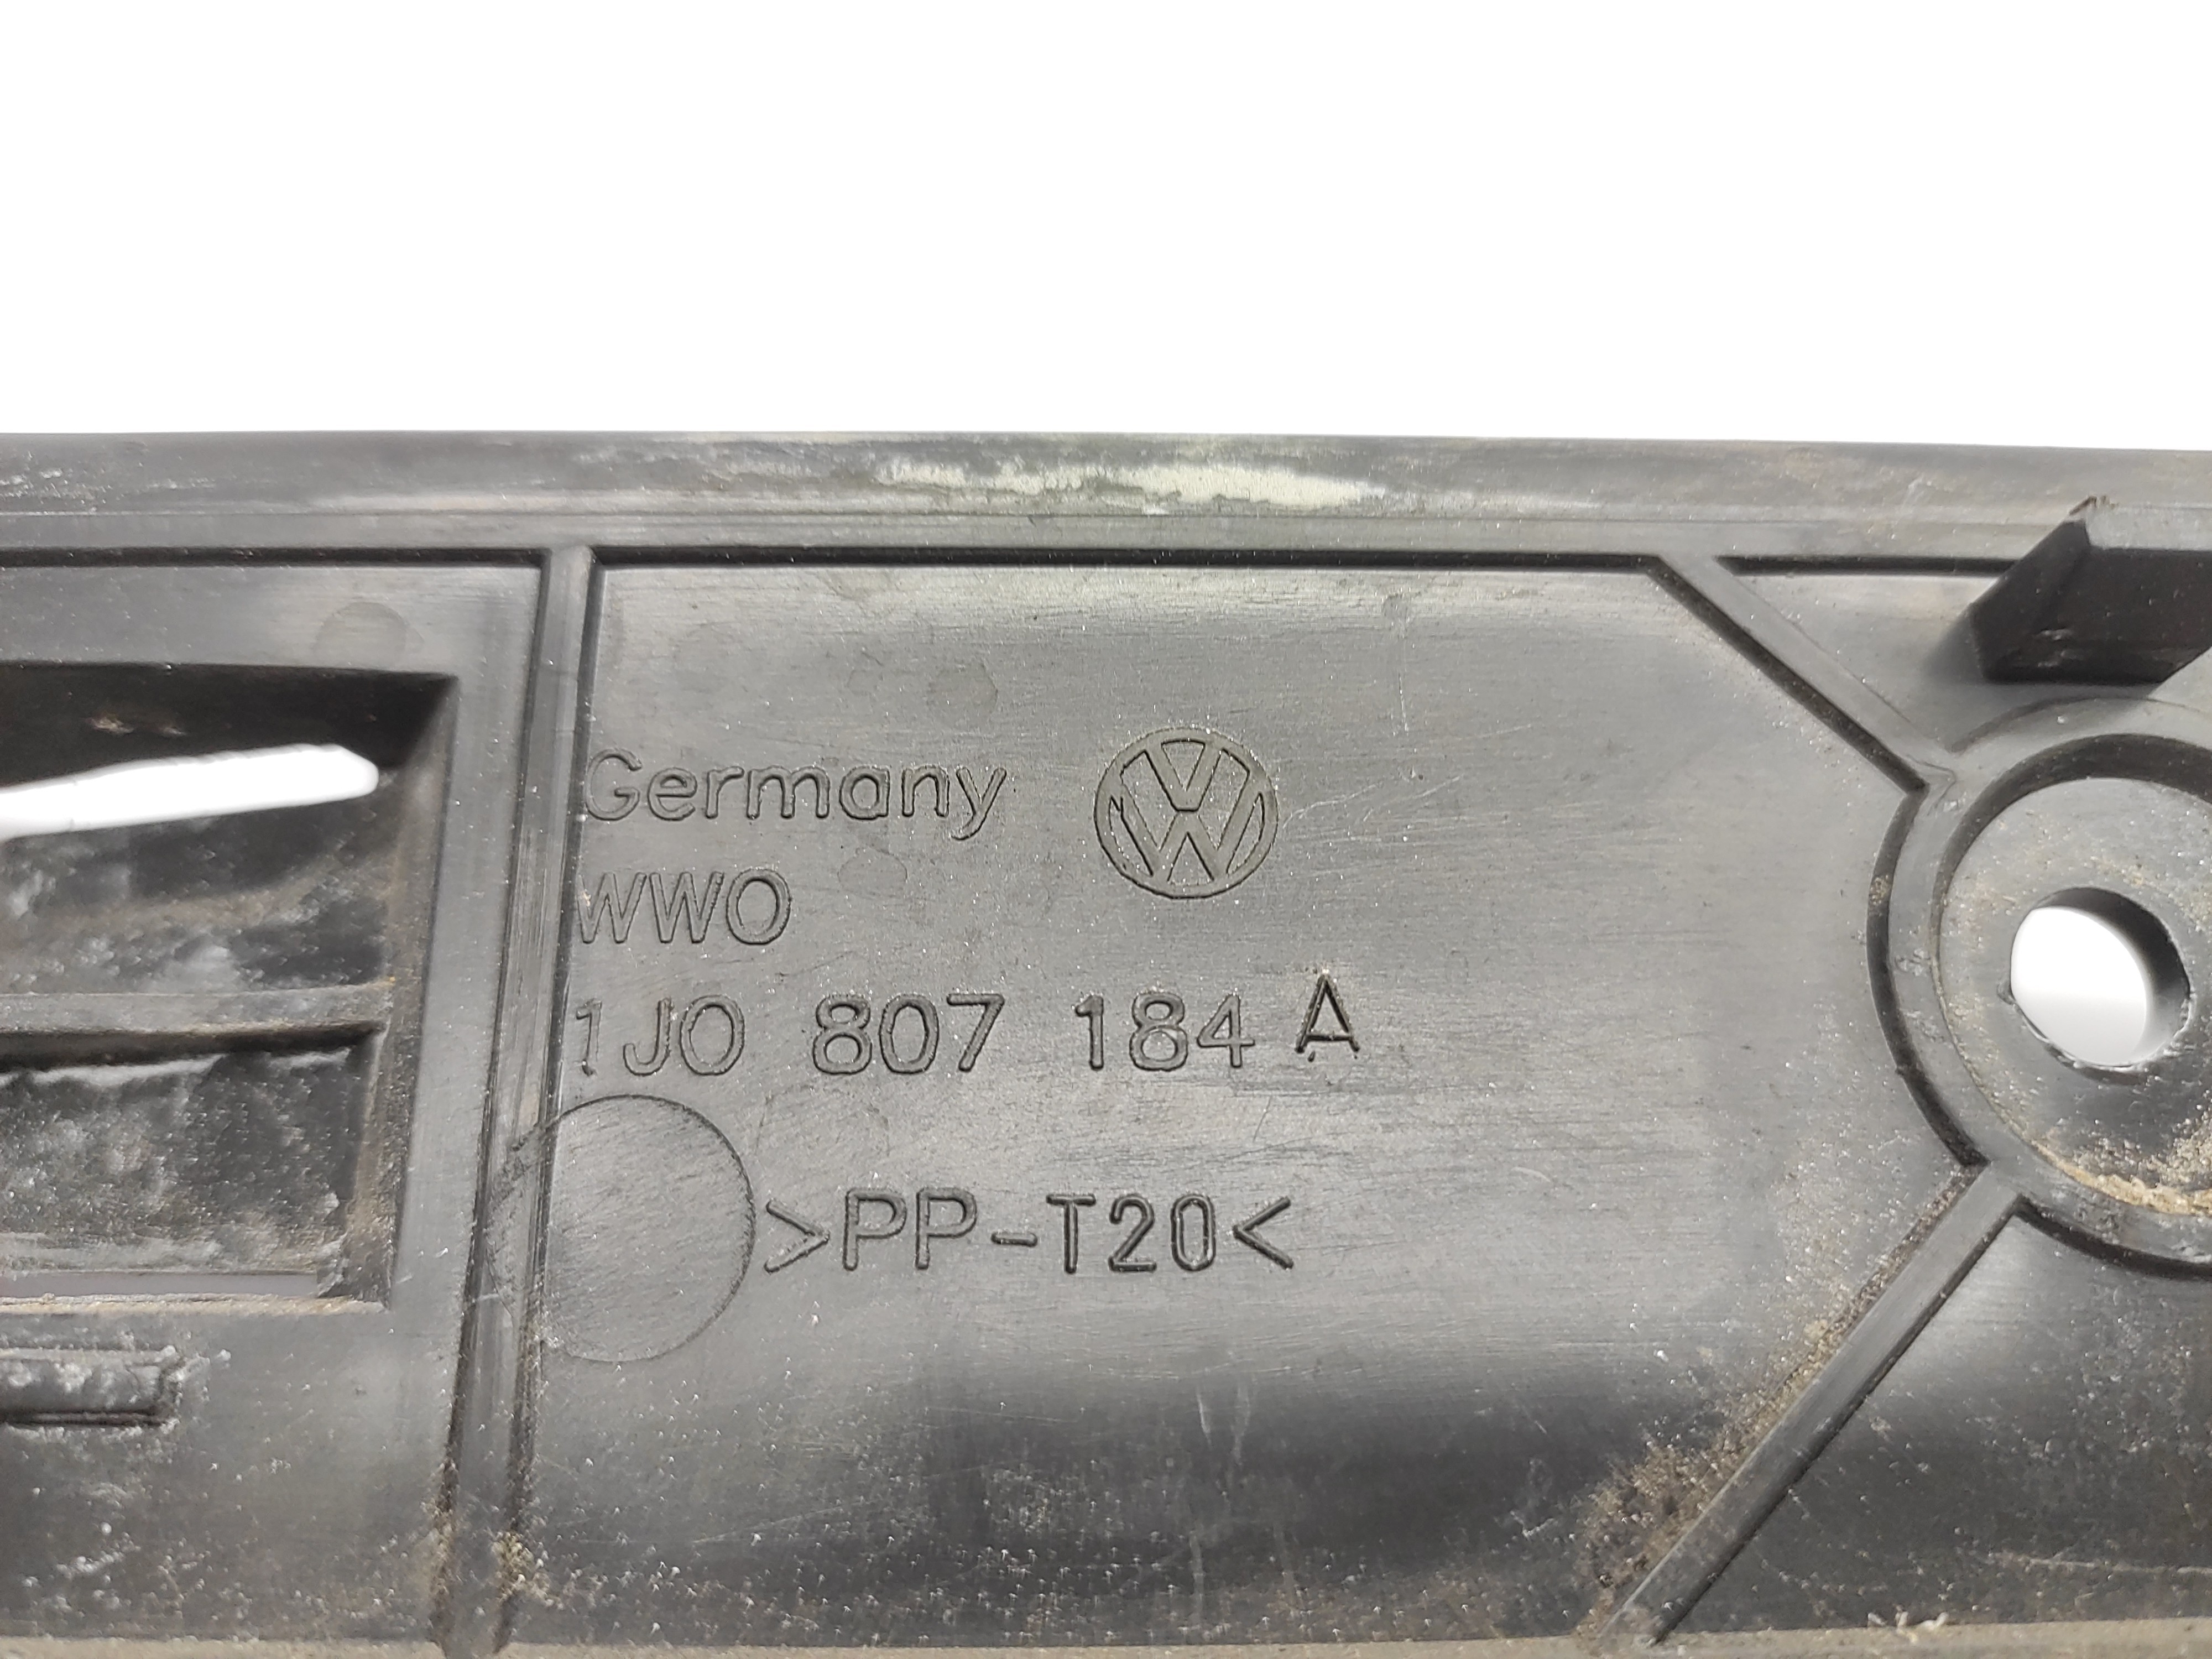 Germany
WWO
1J0 807 184 A
>PP-T20<